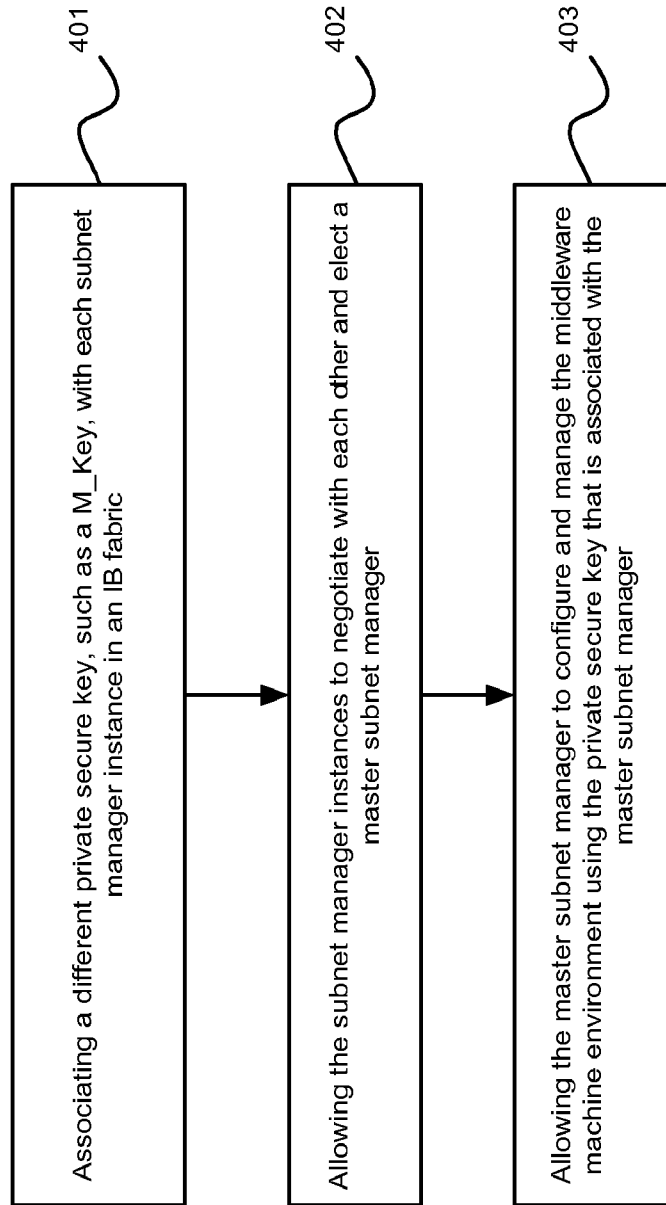 401
Associating a different private secure key, such as a M_Key, with each subnet
manager instance in an IB fabric
402
Allowing the subnet manager instances to negotiate with each other and elect a
master subnet manager
403
Allowing the master subnet manager to configure and manage the middleware
machine environment using the private secure key that is associated with the
master subnet manager